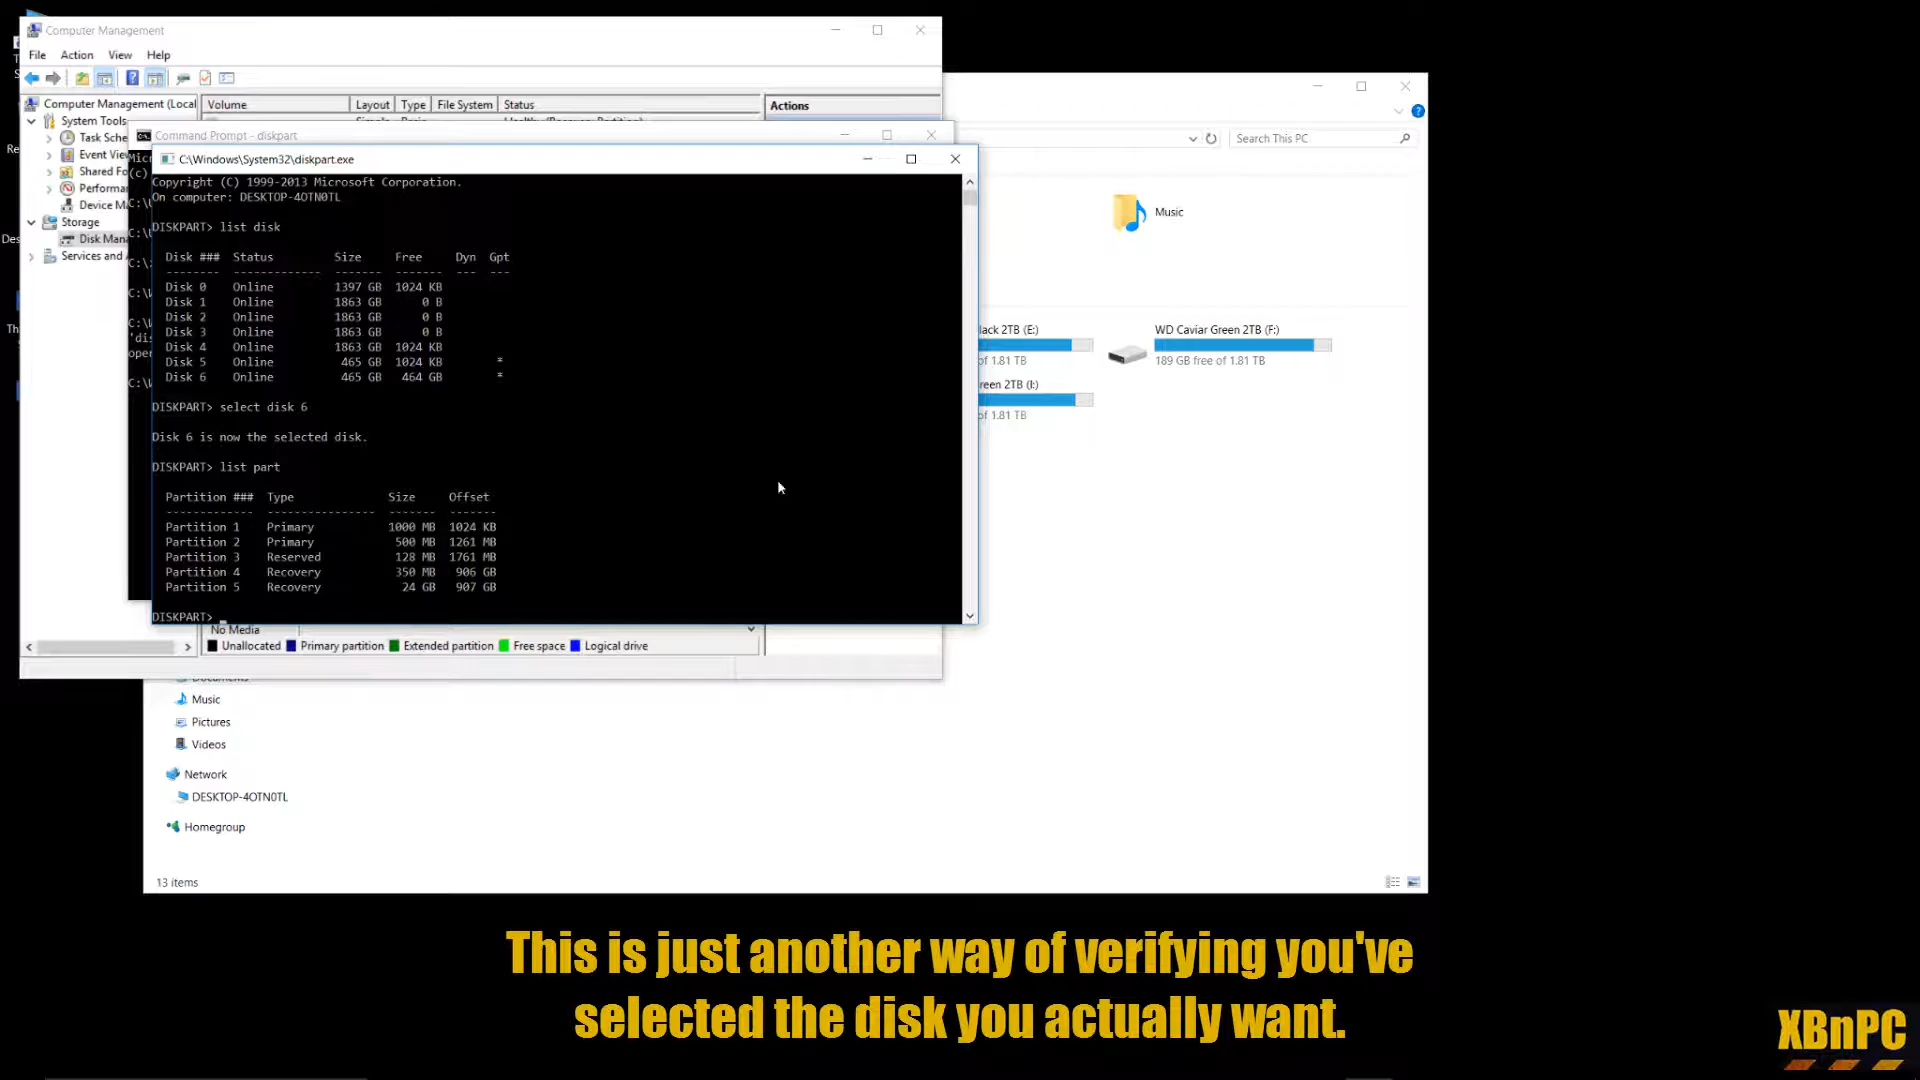 Computer Management
File Action View Help
Computer Management (Local
System Tools
Task Sche
Event Vie
Shared Fo
Performa
Device M
Storage
Disk Man
Services and
Volume Layout Type File System Status
Actions
Command Prompt - diskpart
C:\Windows\System32\diskpart.exe
Copyright (C) 1999-2013 Microsoft Corporation.
On computer: DESKTOP-4OTN0TL
DISKPART> list disk
Disk ### Status Size Free Dyn Gpt
-------- ------------- ------- ------- --- ---
Disk 0 Online 1397 GB 1024 KB
Disk 1 Online 1863 GB 0 B
Disk 2 Online 1863 GB 0 B
Disk 3 Online 1863 GB 0 B
Disk 4 Online 1863 GB 1024 KB
Disk 5 Online 465 GB 1024 KB *
Disk 6 Online 465 GB 464 GB *
DISKPART> select disk 6
Disk 6 is now the selected disk.
DISKPART> list part
Partition ### Type Size Offset
------------- ---------------- ------- -------
Partition 1 Primary 1000 MB 1024 KB
Partition 2 Primary 500 MB 1261 MB
Partition 3 Reserved 128 MB 1761 MB
Partition 4 Recovery 350 MB 906 GB
Partition 5 Recovery 24 GB 907 GB
DISKPART>
No Media
Unallocated Primary partition Extended partition Free space Logical drive
Search This PC
Music
lack 2TB (E:)
of 1.81 TB
WD Caviar Green 2TB (F:)
189 GB free of 1.81 TB
reen 2TB (I:)
of 1.81 TB
Music
Pictures
Videos
Network
DESKTOP-4OTN0TL
Homegroup
13 items
This is just another way of verifying you've
selected the disk you actually want.
XBnPC